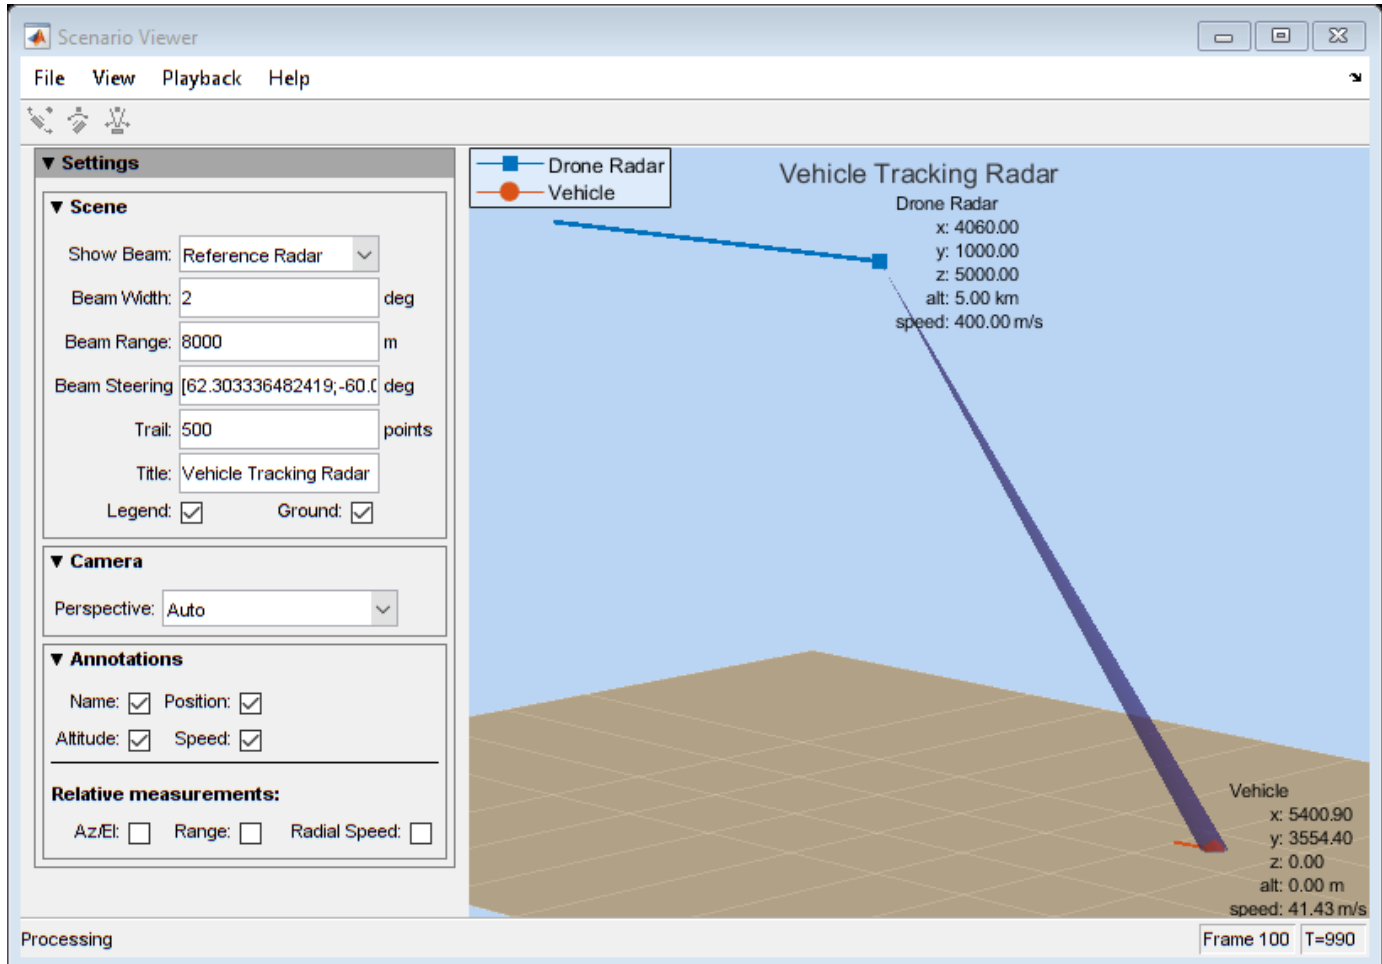 Scenario Viewer
File View Playback Help
▼ Settings
▼ Scene
Show Beam: Reference Radar
Beam Width: 2 deg
Beam Range: 8000 m
Beam Steering [62.303336482419;-60.0 deg
Trail: 500 points
Title: Vehicle Tracking Radar
Legend: Ground:
▼ Camera
Perspective: Auto
▼ Annotations
Name: Position:
Altitude: Speed:
Relative measurements:
Az/El: Range: Radial Speed:
Drone Radar
Vehicle
Vehicle Tracking Radar
Drone Radar
x: 4060.00
y: 1000.00
z: 5000.00
alt: 5.00 km
speed: 400.00 m/s
Vehicle
x: 5400.90
y: 3554.40
z: 0.00
alt: 0.00 m
speed: 41.43 m/s
Processing
Frame 100 T=990